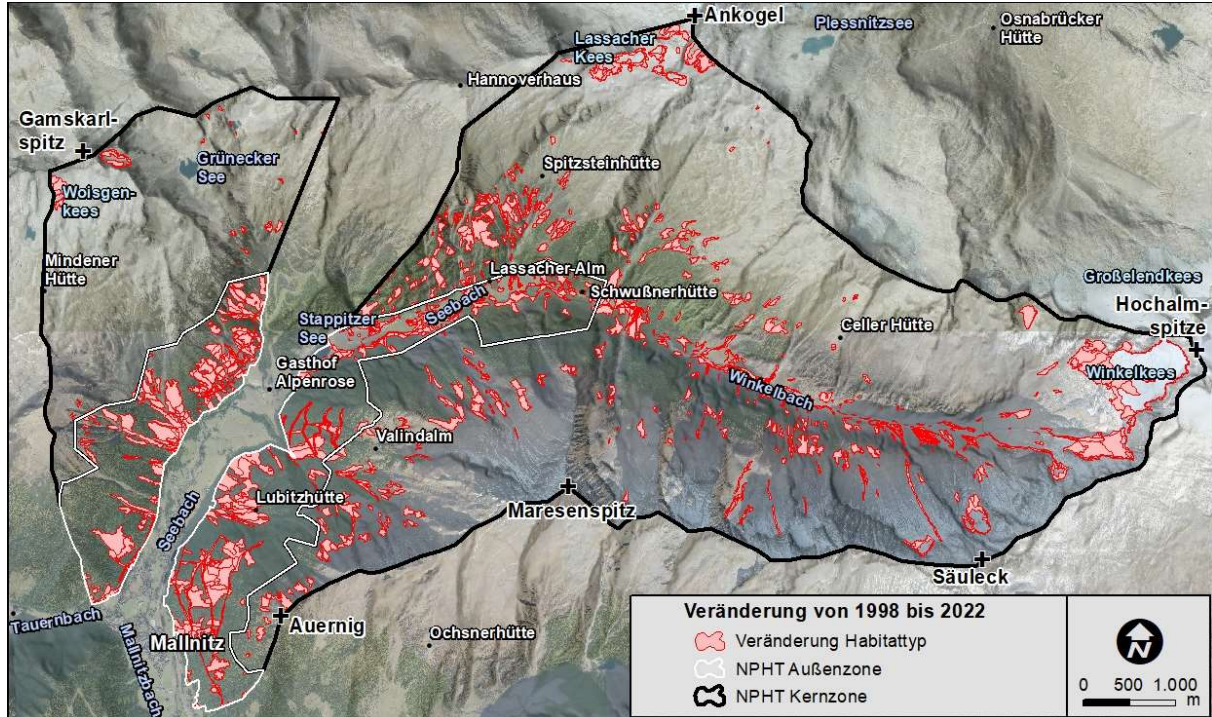 Ankogel
Plessnitzsee
Osnabrücker
Hütte
Lassacher
Kees
Hannoverhaus
Gamskarl-
spitz
Grünecker
See
Spitzsteinhütte
Woisgen-
kees
Mindener
Hütte
Lassacher-Alm
Schwußnerhütte
Seebach
Großelendkees
Hochalm-
spitze
Stappitzer
See
Celler Hütte
Gasthof
Alpenrose
Winkelkees
Winkelbach
Valindalm
Lubitzhütte
Seebach
Maresenspitz
Säuleck
Tauernbach
Mallnitz
Auernig
Ochsnerhütte
Mallnitzbach
Veränderung von 1998 bis 2022
Veränderung Habitattyp
NPHT Außenzone
NPHT Kernzone
N
0 500 1.000
m